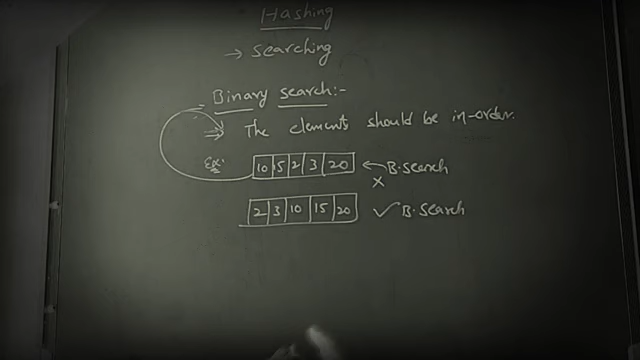 Hashing
→ Searching
Binary search:-
⇒ The elements should be in-order.
Ex: 10 15 2 3 20 ← B.Search
×
2 3 10 15 20 ✓ B.Search